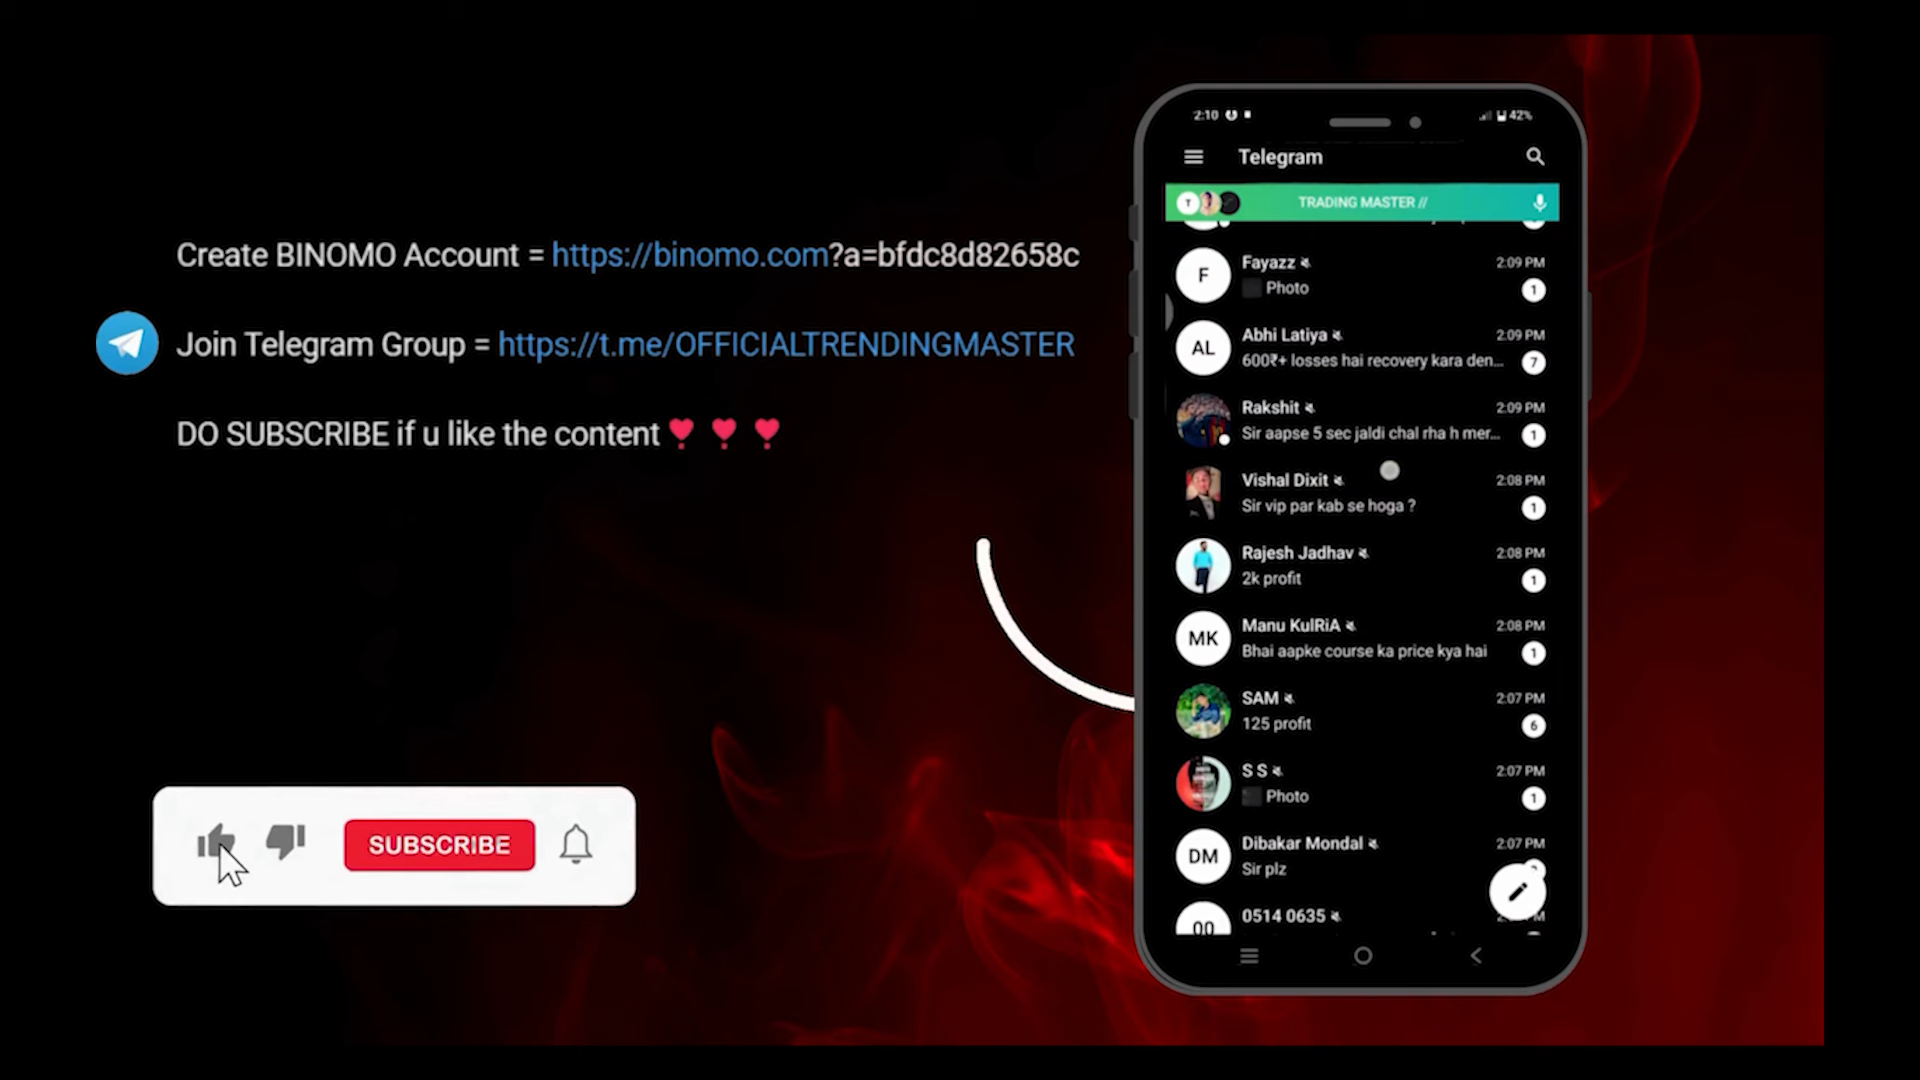 Create BINOMO Account = https://binomo.com?a=bfdc8d82658c
Join Telegram Group = https://t.me/OFFICIALTRENDINGMASTER
DO SUBSCRIBE if u like the content
SUBSCRIBE
2:10
42%
Telegram
T
TRADING MASTER //
F
Fayazz
2:09 PM
Photo
1
AL
Abhi Latiya
2:09 PM
600₹+ losses hai recovery kara den...
7
Rakshit
2:09 PM
Sir aapse 5 sec jaldi chal rha h mer...
1
Vishal Dixit
2:08 PM
Sir vip par kab se hoga ?
1
Rajesh Jadhav
2:08 PM
2k profit
1
MK
Manu KulRiA
2:08 PM
Bhai aapke course ka price kya hai
1
SAM
2:07 PM
125 profit
6
S S
2:07 PM
Photo
1
DM
Dibakar Mondal
2:07 PM
Sir plz
00
0514 0635